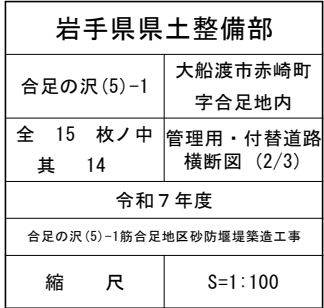 岩手県県土整備部
合足の沢(5)-1
大船渡市赤崎町
字合足地内
全 15 枚ノ中
其 14
管理用・付替道路
横断図 (2/3)
令和7年度
合足の沢(5)-1筋合足地区砂防堰堤築造工事
縮 尺
S=1:100